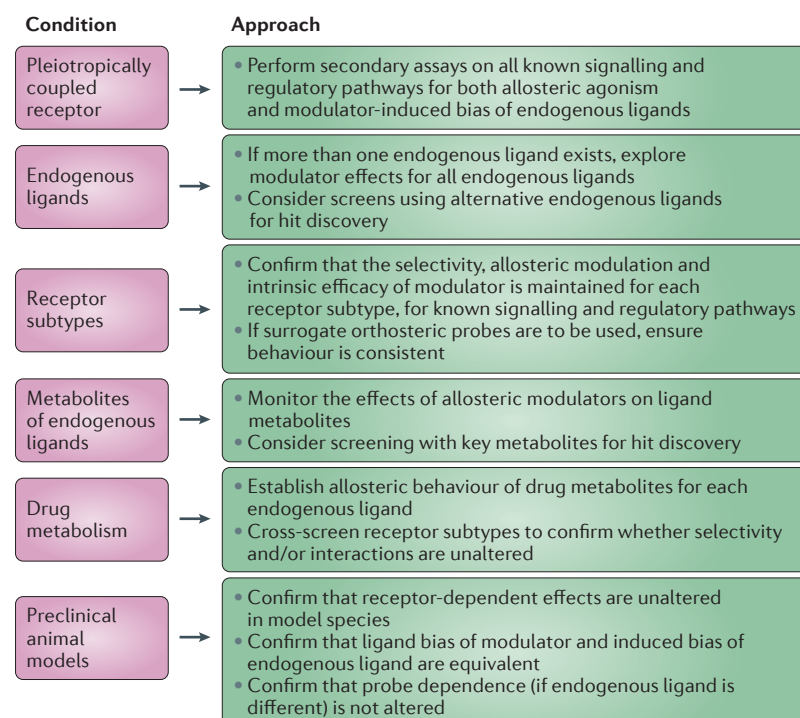 Condition
Approach
Pleiotropically
coupled
receptor
• Perform secondary assays on all known signalling and
regulatory pathways for both allosteric agonism
and modulator-induced bias of endogenous ligands
Endogenous
ligands
• If more than one endogenous ligand exists, explore
modulator effects for all endogenous ligands
• Consider screens using alternative endogenous ligands
for hit discovery
Receptor
subtypes
• Confirm that the selectivity, allosteric modulation and
intrinsic efficacy of modulator is maintained for each
receptor subtype, for known signalling and regulatory pathways
• If surrogate orthosteric probes are to be used, ensure
behaviour is consistent
Metabolites
of endogenous
ligands
• Monitor the effects of allosteric modulators on ligand
metabolites
• Consider screening with key metabolites for hit discovery
Drug
metabolism
• Establish allosteric behaviour of drug metabolites for each
endogenous ligand
• Cross-screen receptor subtypes to confirm whether selectivity
and/or interactions are unaltered
Preclinical
animal
models
• Confirm that receptor-dependent effects are unaltered
in model species
• Confirm that ligand bias of modulator and induced bias of
endogenous ligand are equivalent
• Confirm that probe dependence (if endogenous ligand is
different) is not altered